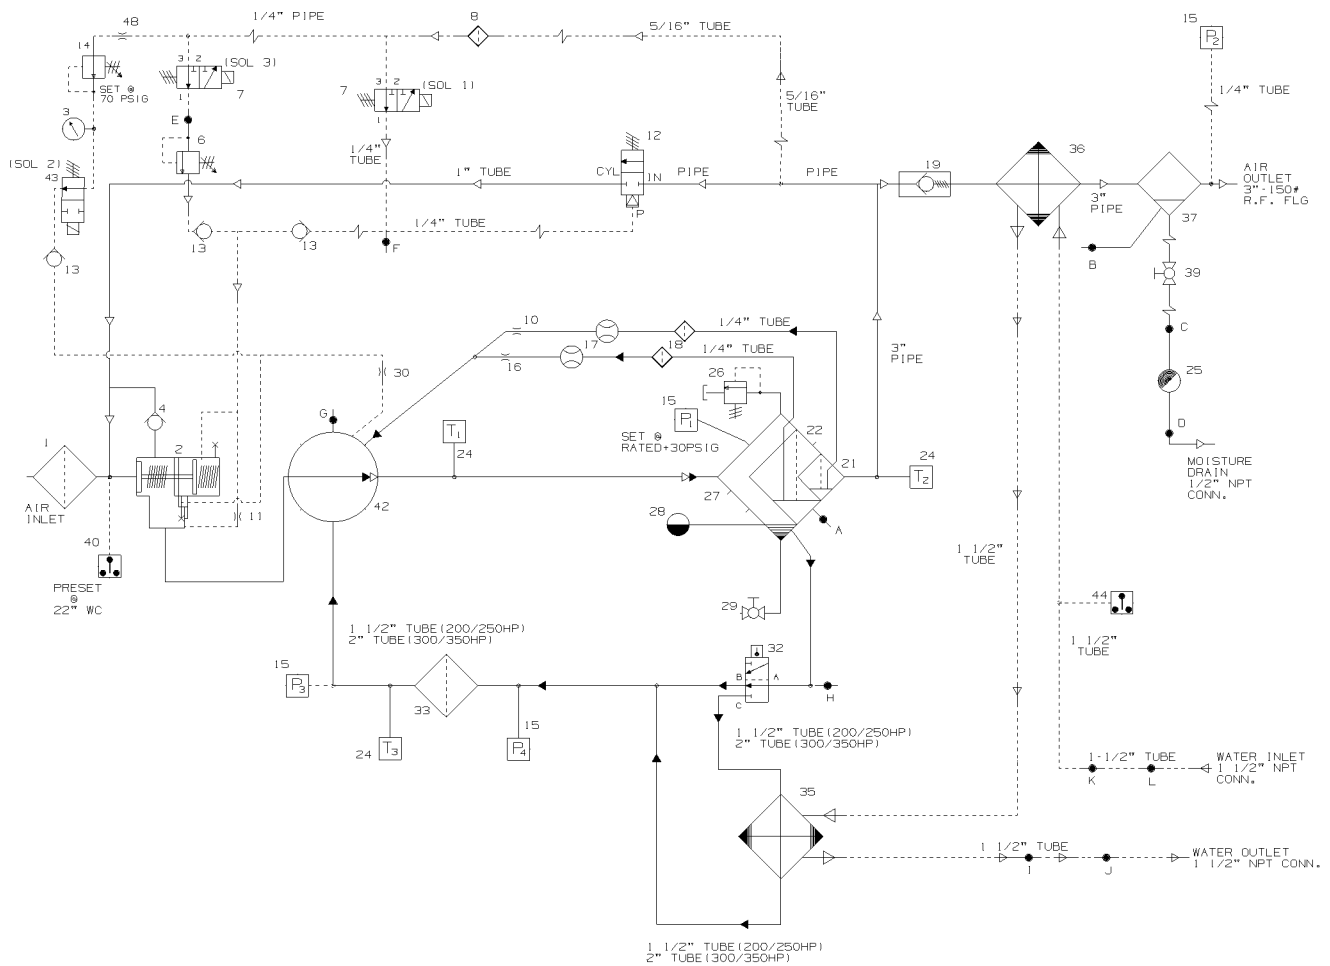 48
1/4" PIPE
8
5/16" TUBE
15
P2
14
3 2
(SOL 3)
1
7
SET @
70 PSIG
3 2
(SOL 1)
7
1
5/16"
TUBE
1/4" TUBE
3
E
6
1/4"
TUBE
12
(SOL 2)
43
CYL
IN
P
1" TUBE
PIPE
PIPE
19
36
AIR
OUTLET
3"-150#
R.F. FLG
3"
PIPE
37
13
13
1/4" TUBE
F
B
39
13
10
17
18
1/4" TUBE
C
16
1/4" TUBE
3"
PIPE
30
26
25
4
G
15
P1
SET @
RATED+30PSIG
T1
24
22
D
1
2
21
24
T2
MOISTURE
DRAIN
1/2" NPT
CONN.
AIR
INLET
11
42
27
28
A
40
PRESET
@
22" WC
1 1/2"
TUBE
29
44
1 1/2" TUBE(200/250HP)
2" TUBE(300/350HP)
32
1 1/2"
TUBE
15
P3
B
A
C
H
33
24
T3
15
P4
1 1/2" TUBE(200/250HP)
2" TUBE(300/350HP)
1-1/2" TUBE
K
L
WATER INLET
1 1/2" NPT
CONN.
35
1 1/2" TUBE
I
J
WATER OUTLET
1 1/2" NPT CONN.
1 1/2" TUBE(200/250HP)
2" TUBE(300/350HP)